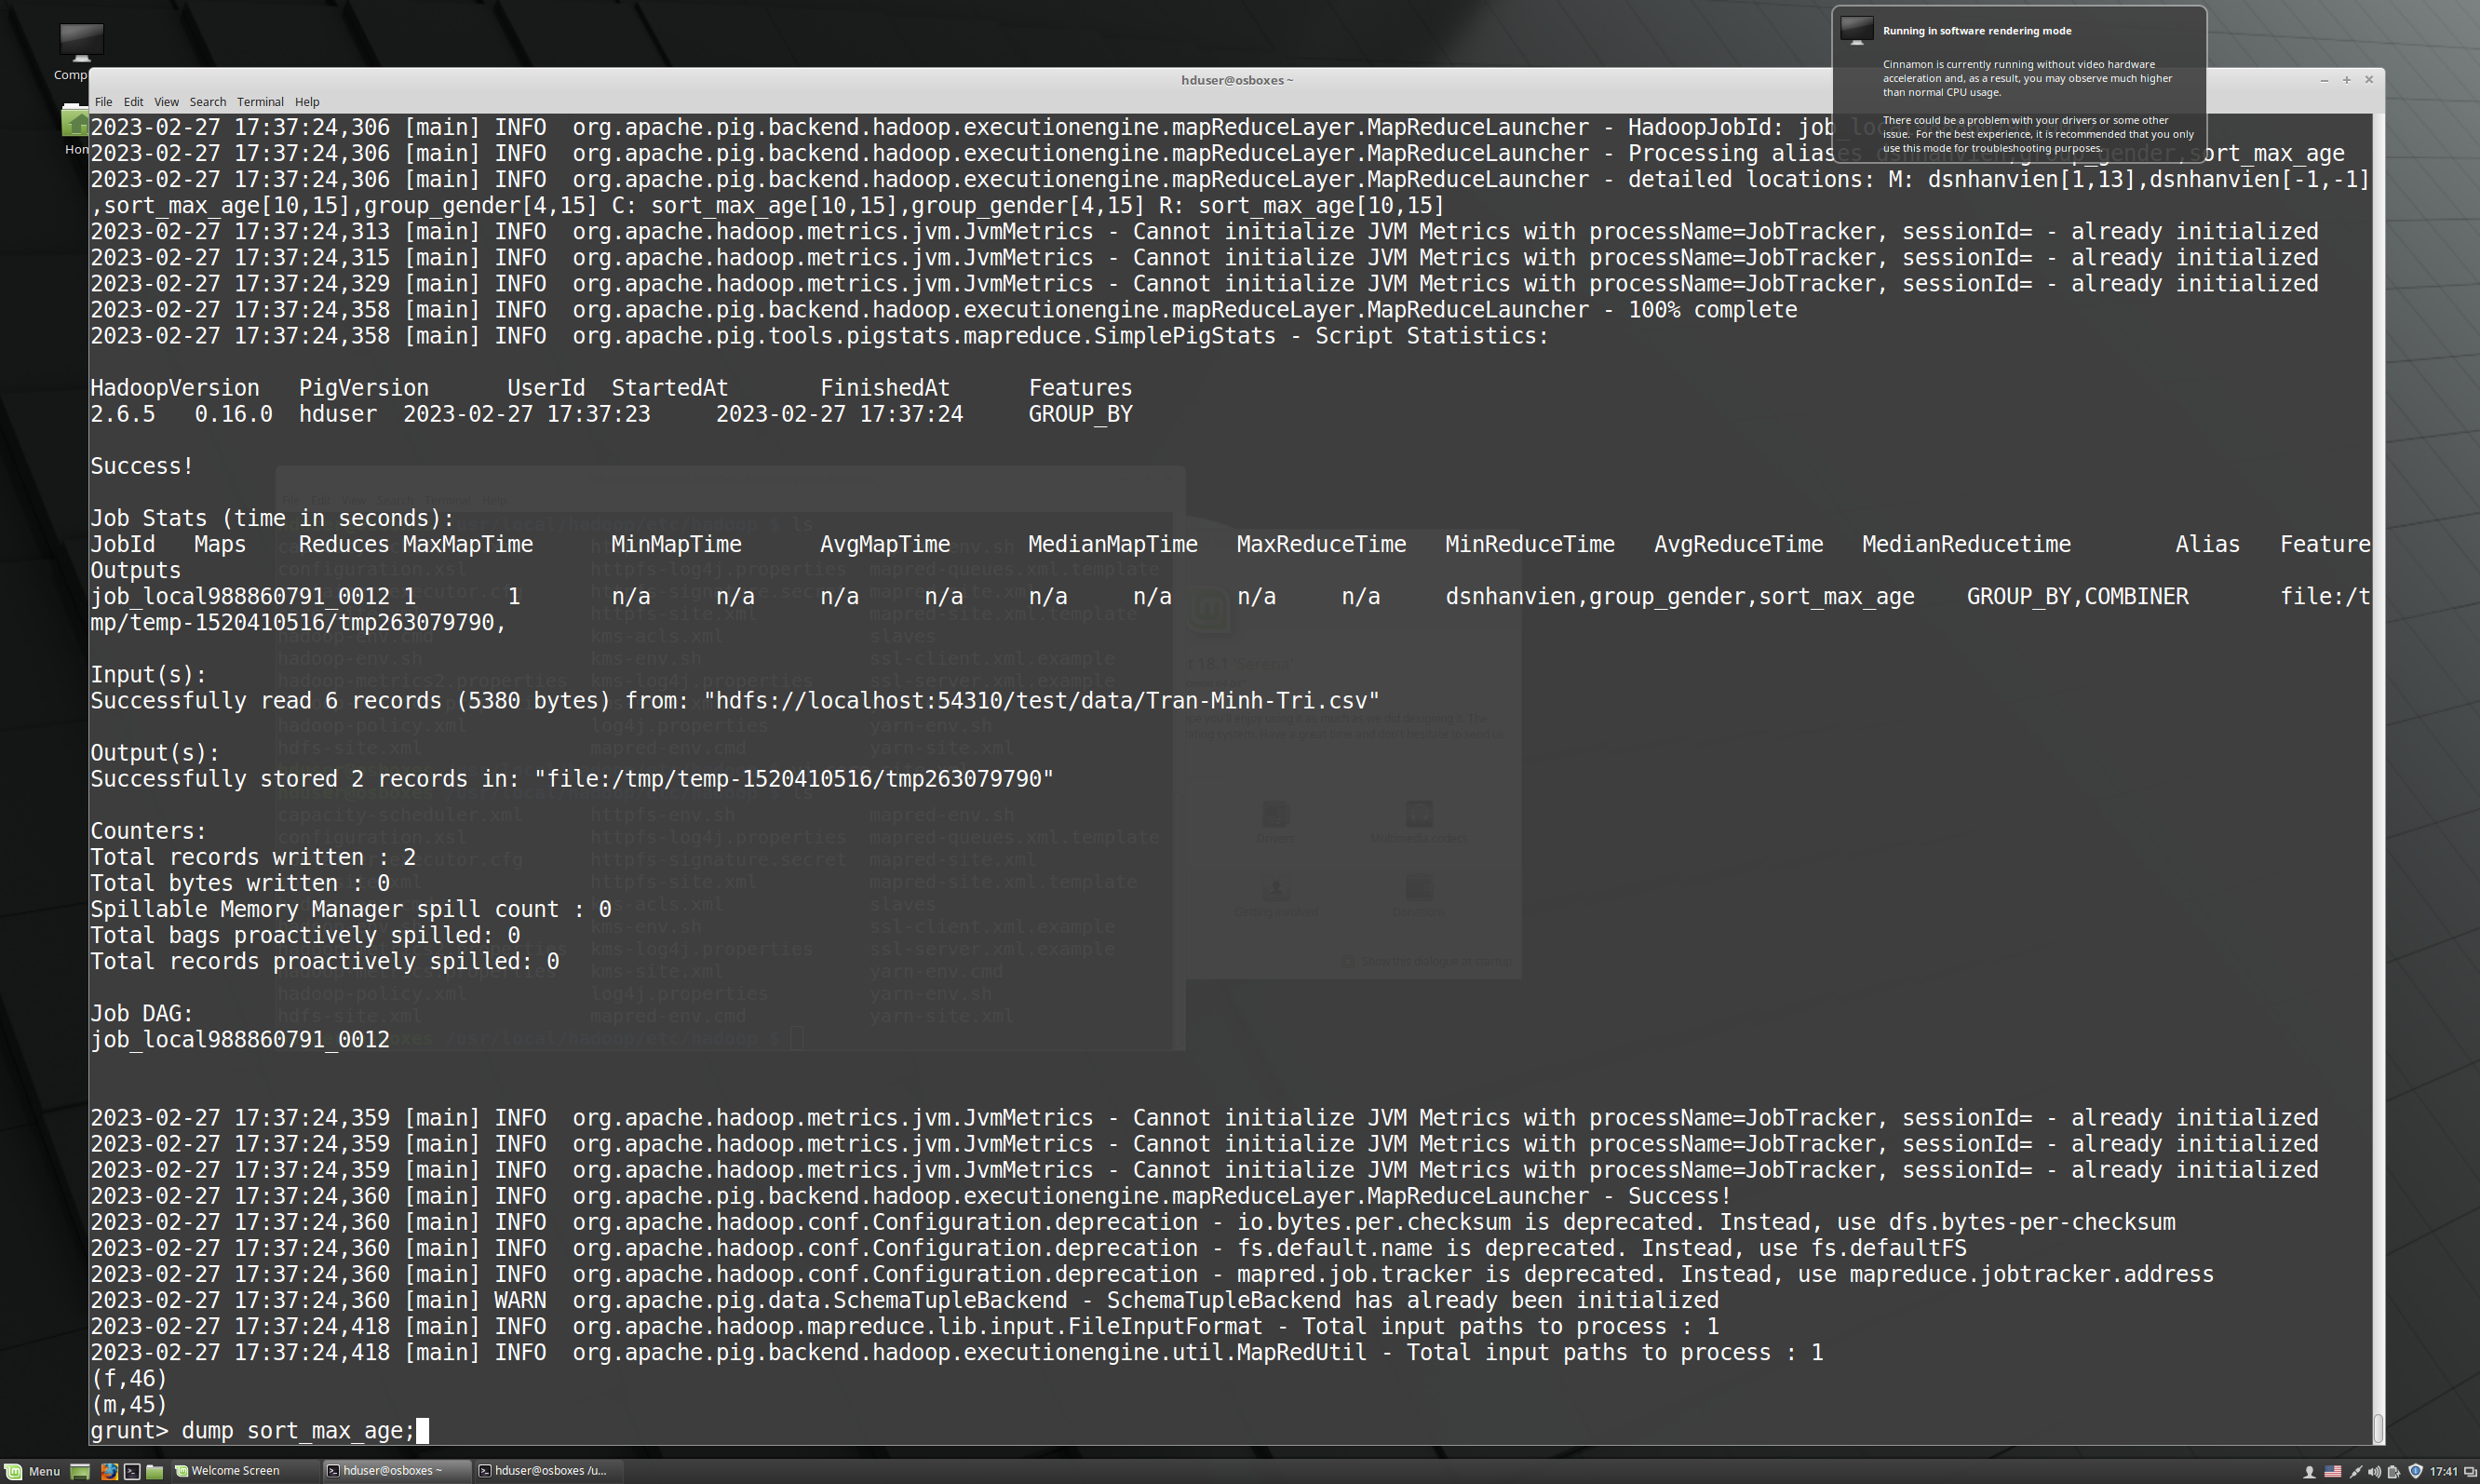 Comp
Hom
Running in software rendering mode
Cinnamon is currently running without video hardware
acceleration and, as a result, you may observe much higher
than normal CPU usage.
There could be a problem with your drivers or some other
issue. For the best experience, it is recommended that you only
use this mode for troubleshooting purposes.
hduser@osboxes ~
File Edit View Search Terminal Help
2023-02-27 17:37:24,306 [main] INFO  org.apache.pig.backend.hadoop.executionengine.mapReduceLayer.MapReduceLauncher - HadoopJobId: job_local988860791_0012
2023-02-27 17:37:24,306 [main] INFO  org.apache.pig.backend.hadoop.executionengine.mapReduceLayer.MapReduceLauncher - Processing aliases dsnhanvien,group_gender,sort_max_age
2023-02-27 17:37:24,306 [main] INFO  org.apache.pig.backend.hadoop.executionengine.mapReduceLayer.MapReduceLauncher - detailed locations: M: dsnhanvien[1,13],dsnhanvien[-1,-1]
,sort_max_age[10,15],group_gender[4,15] C: sort_max_age[10,15],group_gender[4,15] R: sort_max_age[10,15]
2023-02-27 17:37:24,313 [main] INFO  org.apache.hadoop.metrics.jvm.JvmMetrics - Cannot initialize JVM Metrics with processName=JobTracker, sessionId= - already initialized
2023-02-27 17:37:24,315 [main] INFO  org.apache.hadoop.metrics.jvm.JvmMetrics - Cannot initialize JVM Metrics with processName=JobTracker, sessionId= - already initialized
2023-02-27 17:37:24,329 [main] INFO  org.apache.hadoop.metrics.jvm.JvmMetrics - Cannot initialize JVM Metrics with processName=JobTracker, sessionId= - already initialized
2023-02-27 17:37:24,358 [main] INFO  org.apache.pig.backend.hadoop.executionengine.mapReduceLayer.MapReduceLauncher - 100% complete
2023-02-27 17:37:24,358 [main] INFO  org.apache.pig.tools.pigstats.mapreduce.SimplePigStats - Script Statistics:
HadoopVersion PigVersion UserId StartedAt FinishedAt Features
2.6.5 0.16.0 hduser 2023-02-27 17:37:23 2023-02-27 17:37:24 GROUP_BY
Success!
Job Stats (time in seconds):
JobId Maps Reduces MaxMapTime MinMapTime AvgMapTime MedianMapTime MaxReduceTime MinReduceTime AvgReduceTime MedianReducetime Alias Feature
Outputs
job_local988860791_0012 1 1 n/a n/a n/a n/a n/a n/a n/a n/a dsnhanvien,group_gender,sort_max_age GROUP_BY,COMBINER file:/t
mp/temp-1520410516/tmp263079790,
Input(s):
Successfully read 6 records (5380 bytes) from: "hdfs://localhost:54310/test/data/Tran-Minh-Tri.csv"
Output(s):
Successfully stored 2 records in: "file:/tmp/temp-1520410516/tmp263079790"
Counters:
Total records written : 2
Total bytes written : 0
Spillable Memory Manager spill count : 0
Total bags proactively spilled: 0
Total records proactively spilled: 0
Job DAG:
job_local988860791_0012
2023-02-27 17:37:24,359 [main] INFO  org.apache.hadoop.metrics.jvm.JvmMetrics - Cannot initialize JVM Metrics with processName=JobTracker, sessionId= - already initialized
2023-02-27 17:37:24,359 [main] INFO  org.apache.hadoop.metrics.jvm.JvmMetrics - Cannot initialize JVM Metrics with processName=JobTracker, sessionId= - already initialized
2023-02-27 17:37:24,359 [main] INFO  org.apache.hadoop.metrics.jvm.JvmMetrics - Cannot initialize JVM Metrics with processName=JobTracker, sessionId= - already initialized
2023-02-27 17:37:24,360 [main] INFO  org.apache.pig.backend.hadoop.executionengine.mapReduceLayer.MapReduceLauncher - Success!
2023-02-27 17:37:24,360 [main] INFO  org.apache.hadoop.conf.Configuration.deprecation - io.bytes.per.checksum is deprecated. Instead, use dfs.bytes-per-checksum
2023-02-27 17:37:24,360 [main] INFO  org.apache.hadoop.conf.Configuration.deprecation - fs.default.name is deprecated. Instead, use fs.defaultFS
2023-02-27 17:37:24,360 [main] INFO  org.apache.hadoop.conf.Configuration.deprecation - mapred.job.tracker is deprecated. Instead, use mapreduce.jobtracker.address
2023-02-27 17:37:24,360 [main] WARN  org.apache.pig.data.SchemaTupleBackend - SchemaTupleBackend has already been initialized
2023-02-27 17:37:24,418 [main] INFO  org.apache.hadoop.mapreduce.lib.input.FileInputFormat - Total input paths to process : 1
2023-02-27 17:37:24,418 [main] INFO  org.apache.pig.backend.hadoop.executionengine.util.MapRedUtil - Total input paths to process : 1
(f,46)
(m,45)
grunt> dump sort_max_age;
Menu Welcome Screen hduser@osboxes ~ hduser@osboxes /u... 17:41